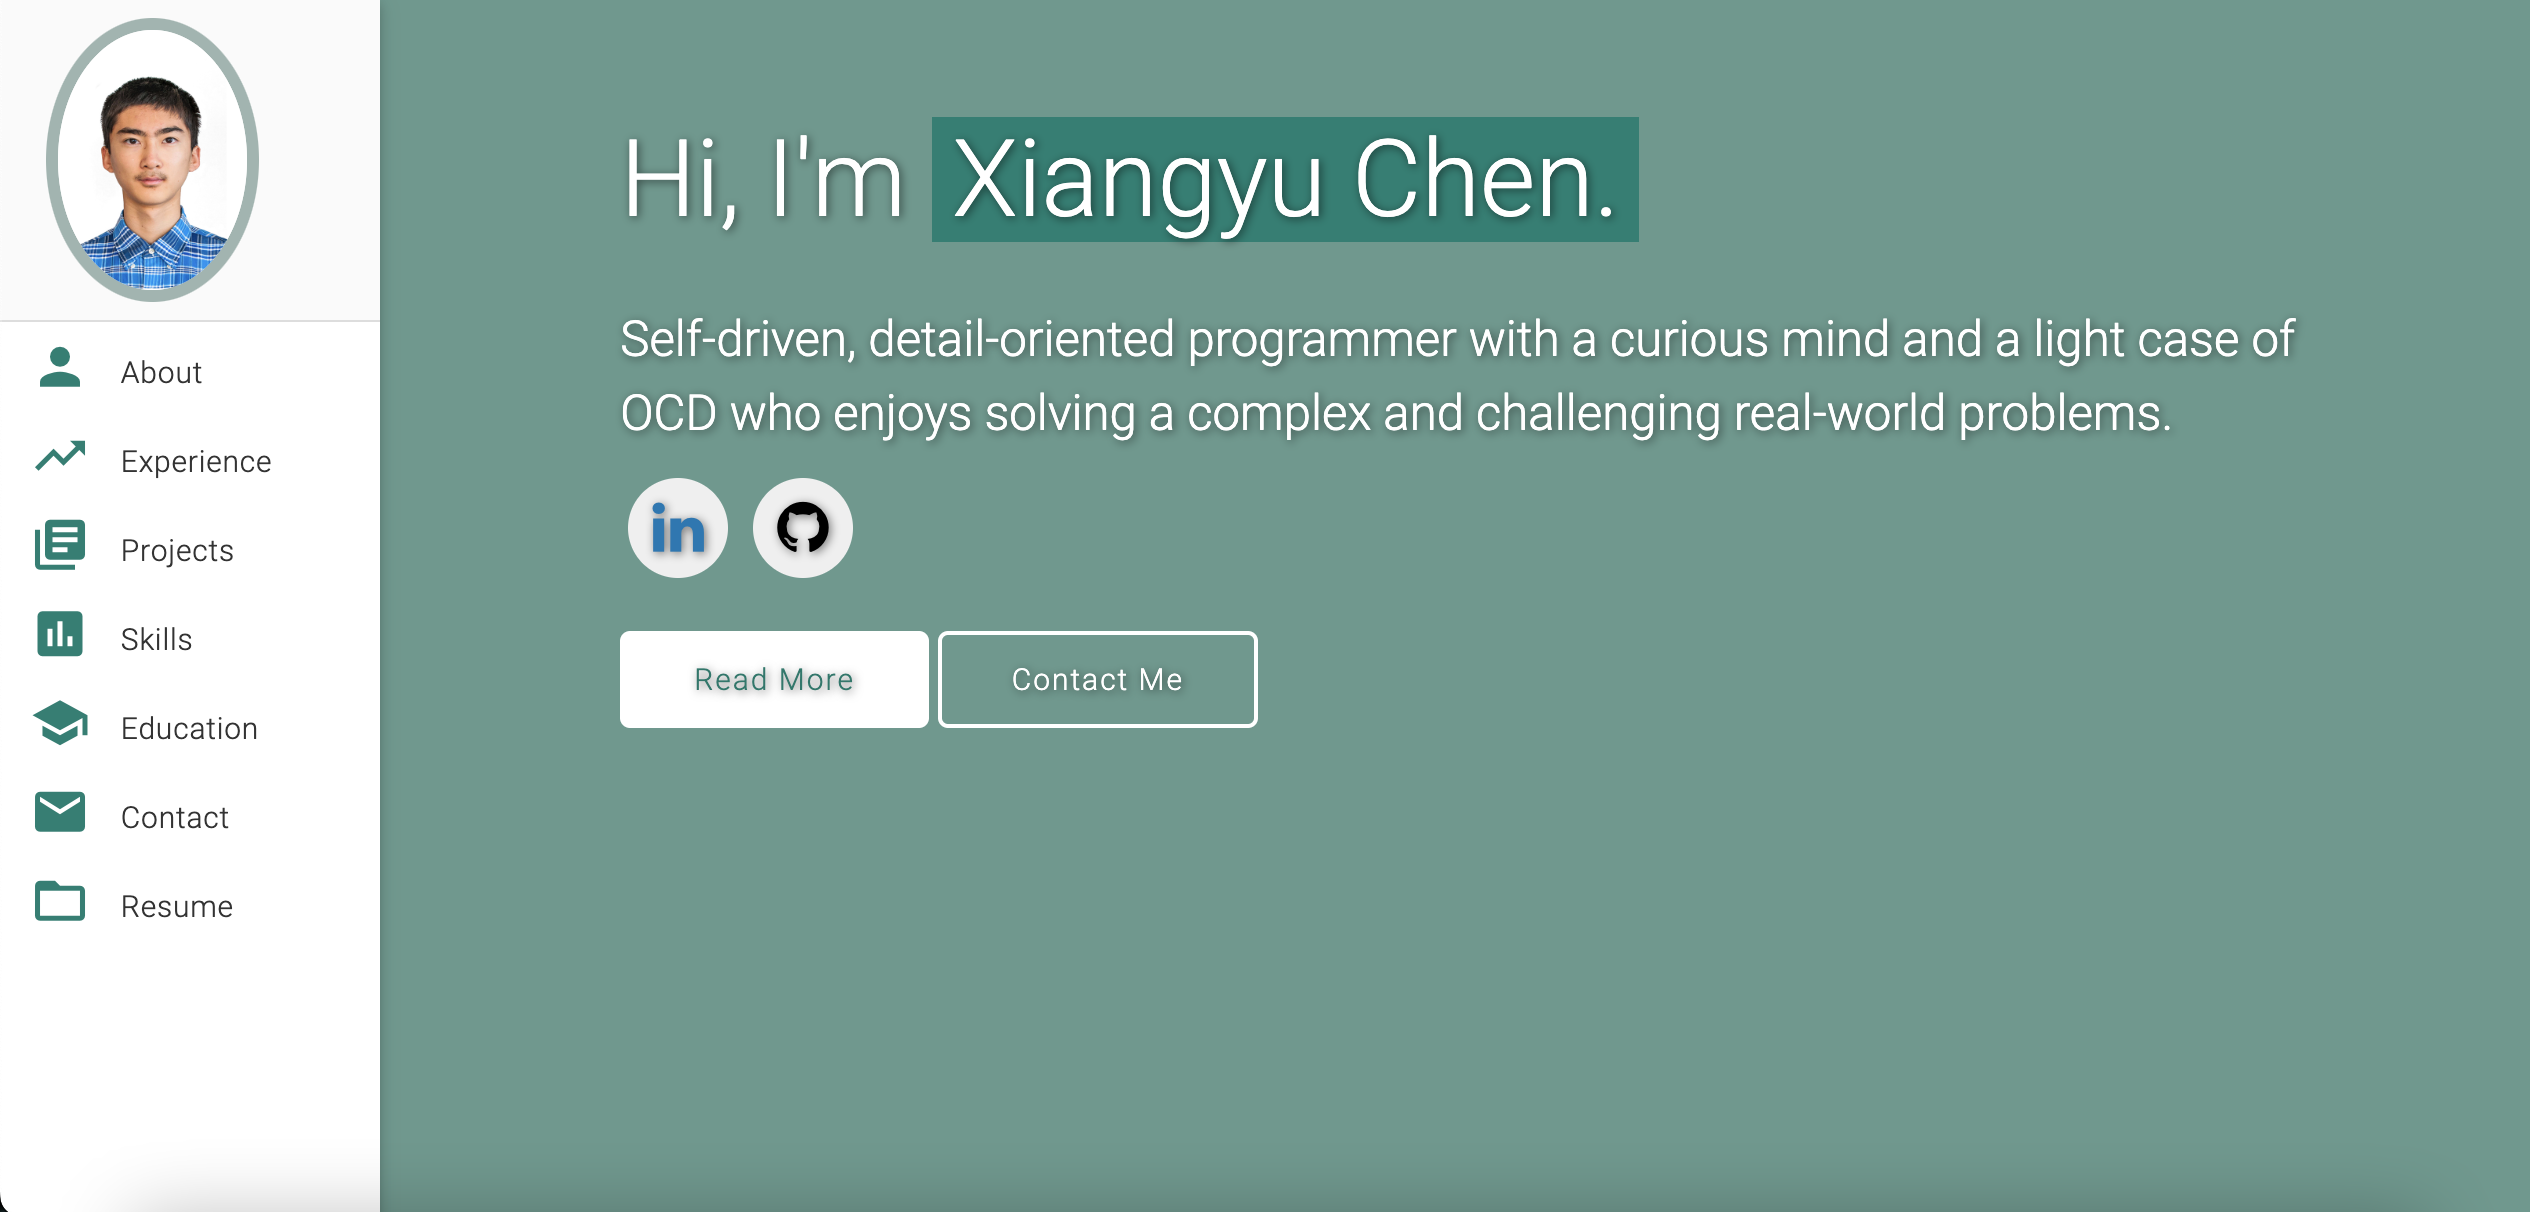 Hi, I'm Xiangyu Chen.
Self-driven, detail-oriented programmer with a curious mind and a light case of
OCD who enjoys solving a complex and challenging real-world problems.
in
Read More
Contact Me
About
Experience
Projects
Skills
Education
Contact
Resume